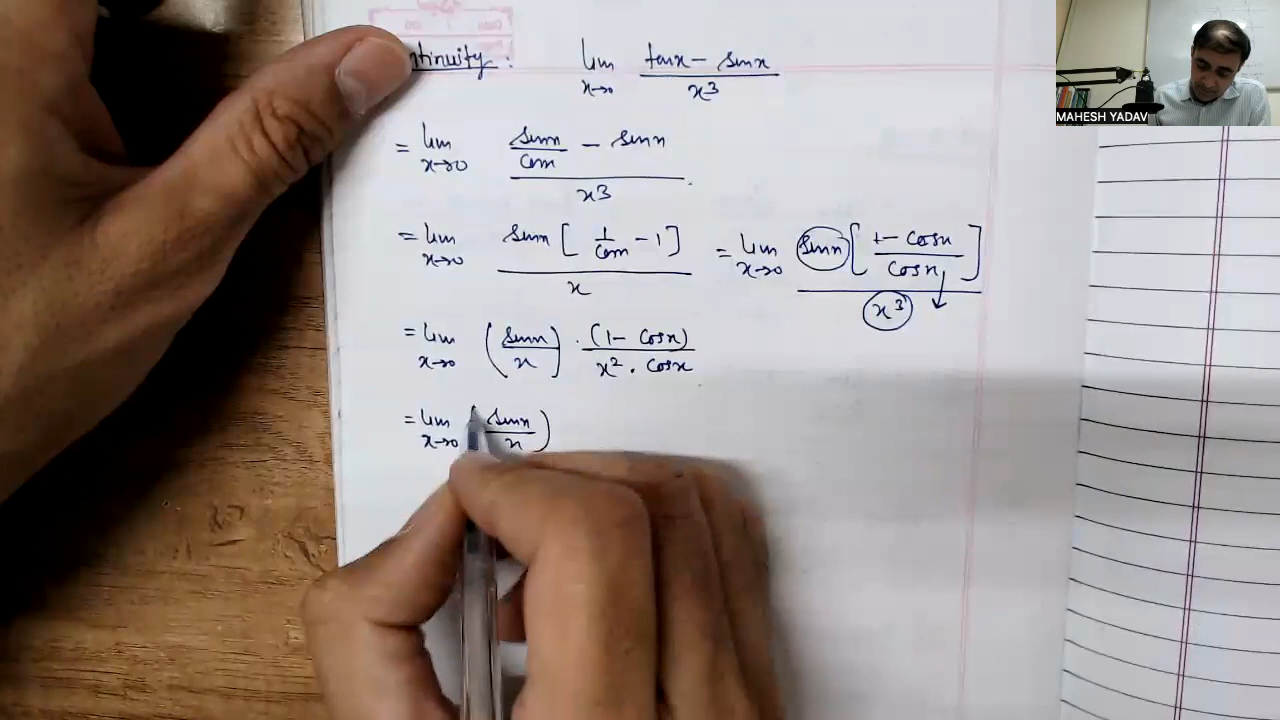 ntinuity : lim x→0 tanx - sinx / x3
= lim x→0 sinx / cosx - sinx / x3
= lim x→0 sinx [ 1 / cosx - 1 ] / x = lim x→0 sinx [ 1 - cosx / cosx ] / x3
= lim x→0 ( sinx / x ) · (1 - cosx) / x2 . cosx
= lim x→0 ( sinx / x )
MAHESH YADAV